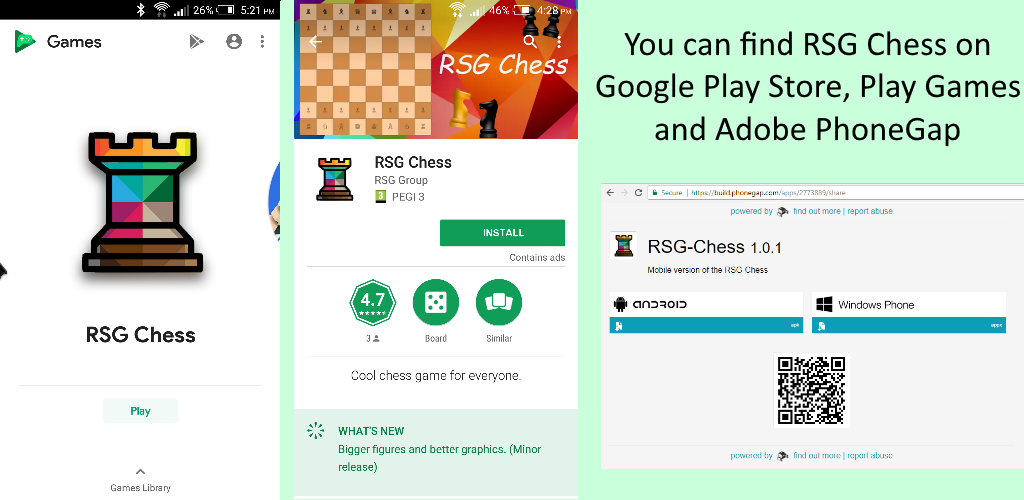 26% 5:21 PM
Games
RSG Chess
Play
Games Library
46% 4:28 PM
RSG Chess
RSG Chess
RSG Group
3 PEGI 3
INSTALL
Contains ads
4.7
3
Board
Similar
Cool chess game for everyone.
WHAT'S NEW
Bigger figures and better graphics. (Minor
release)
You can find RSG Chess on
Google Play Store, Play Games
and Adobe PhoneGap
Secure | https://build.phonegap.com/apps/2773889/share
powered by find out more | report abuse
RSG-Chess 1.0.1
Mobile version of the RSG Chess
android
apk
Windows Phone
apps
powered by find out more | report abuse